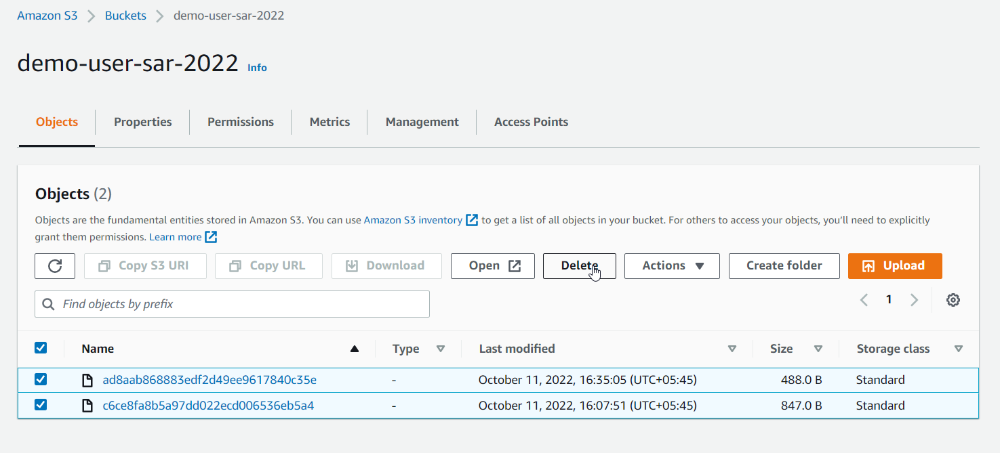 Amazon S3 > Buckets > demo-user-sar-2022
demo-user-sar-2022 Info
Objects Properties Permissions Metrics Management Access Points
Objects (2)
Objects are the fundamental entities stored in Amazon S3. You can use Amazon S3 inventory to get a list of all objects in your bucket. For others to access your objects, you'll need to explicitly
grant them permissions. Learn more
Copy S3 URI Copy URL Download Open Delete Actions Create folder Upload
Find objects by prefix 1
Name Type Last modified Size Storage class
ad8aab868883edf2d49ee9617840c35e - October 11, 2022, 16:35:05 (UTC+05:45) 488.0 B Standard
c6ce8fa8b5a97dd022ecd006536eb5a4 - October 11, 2022, 16:07:51 (UTC+05:45) 847.0 B Standard